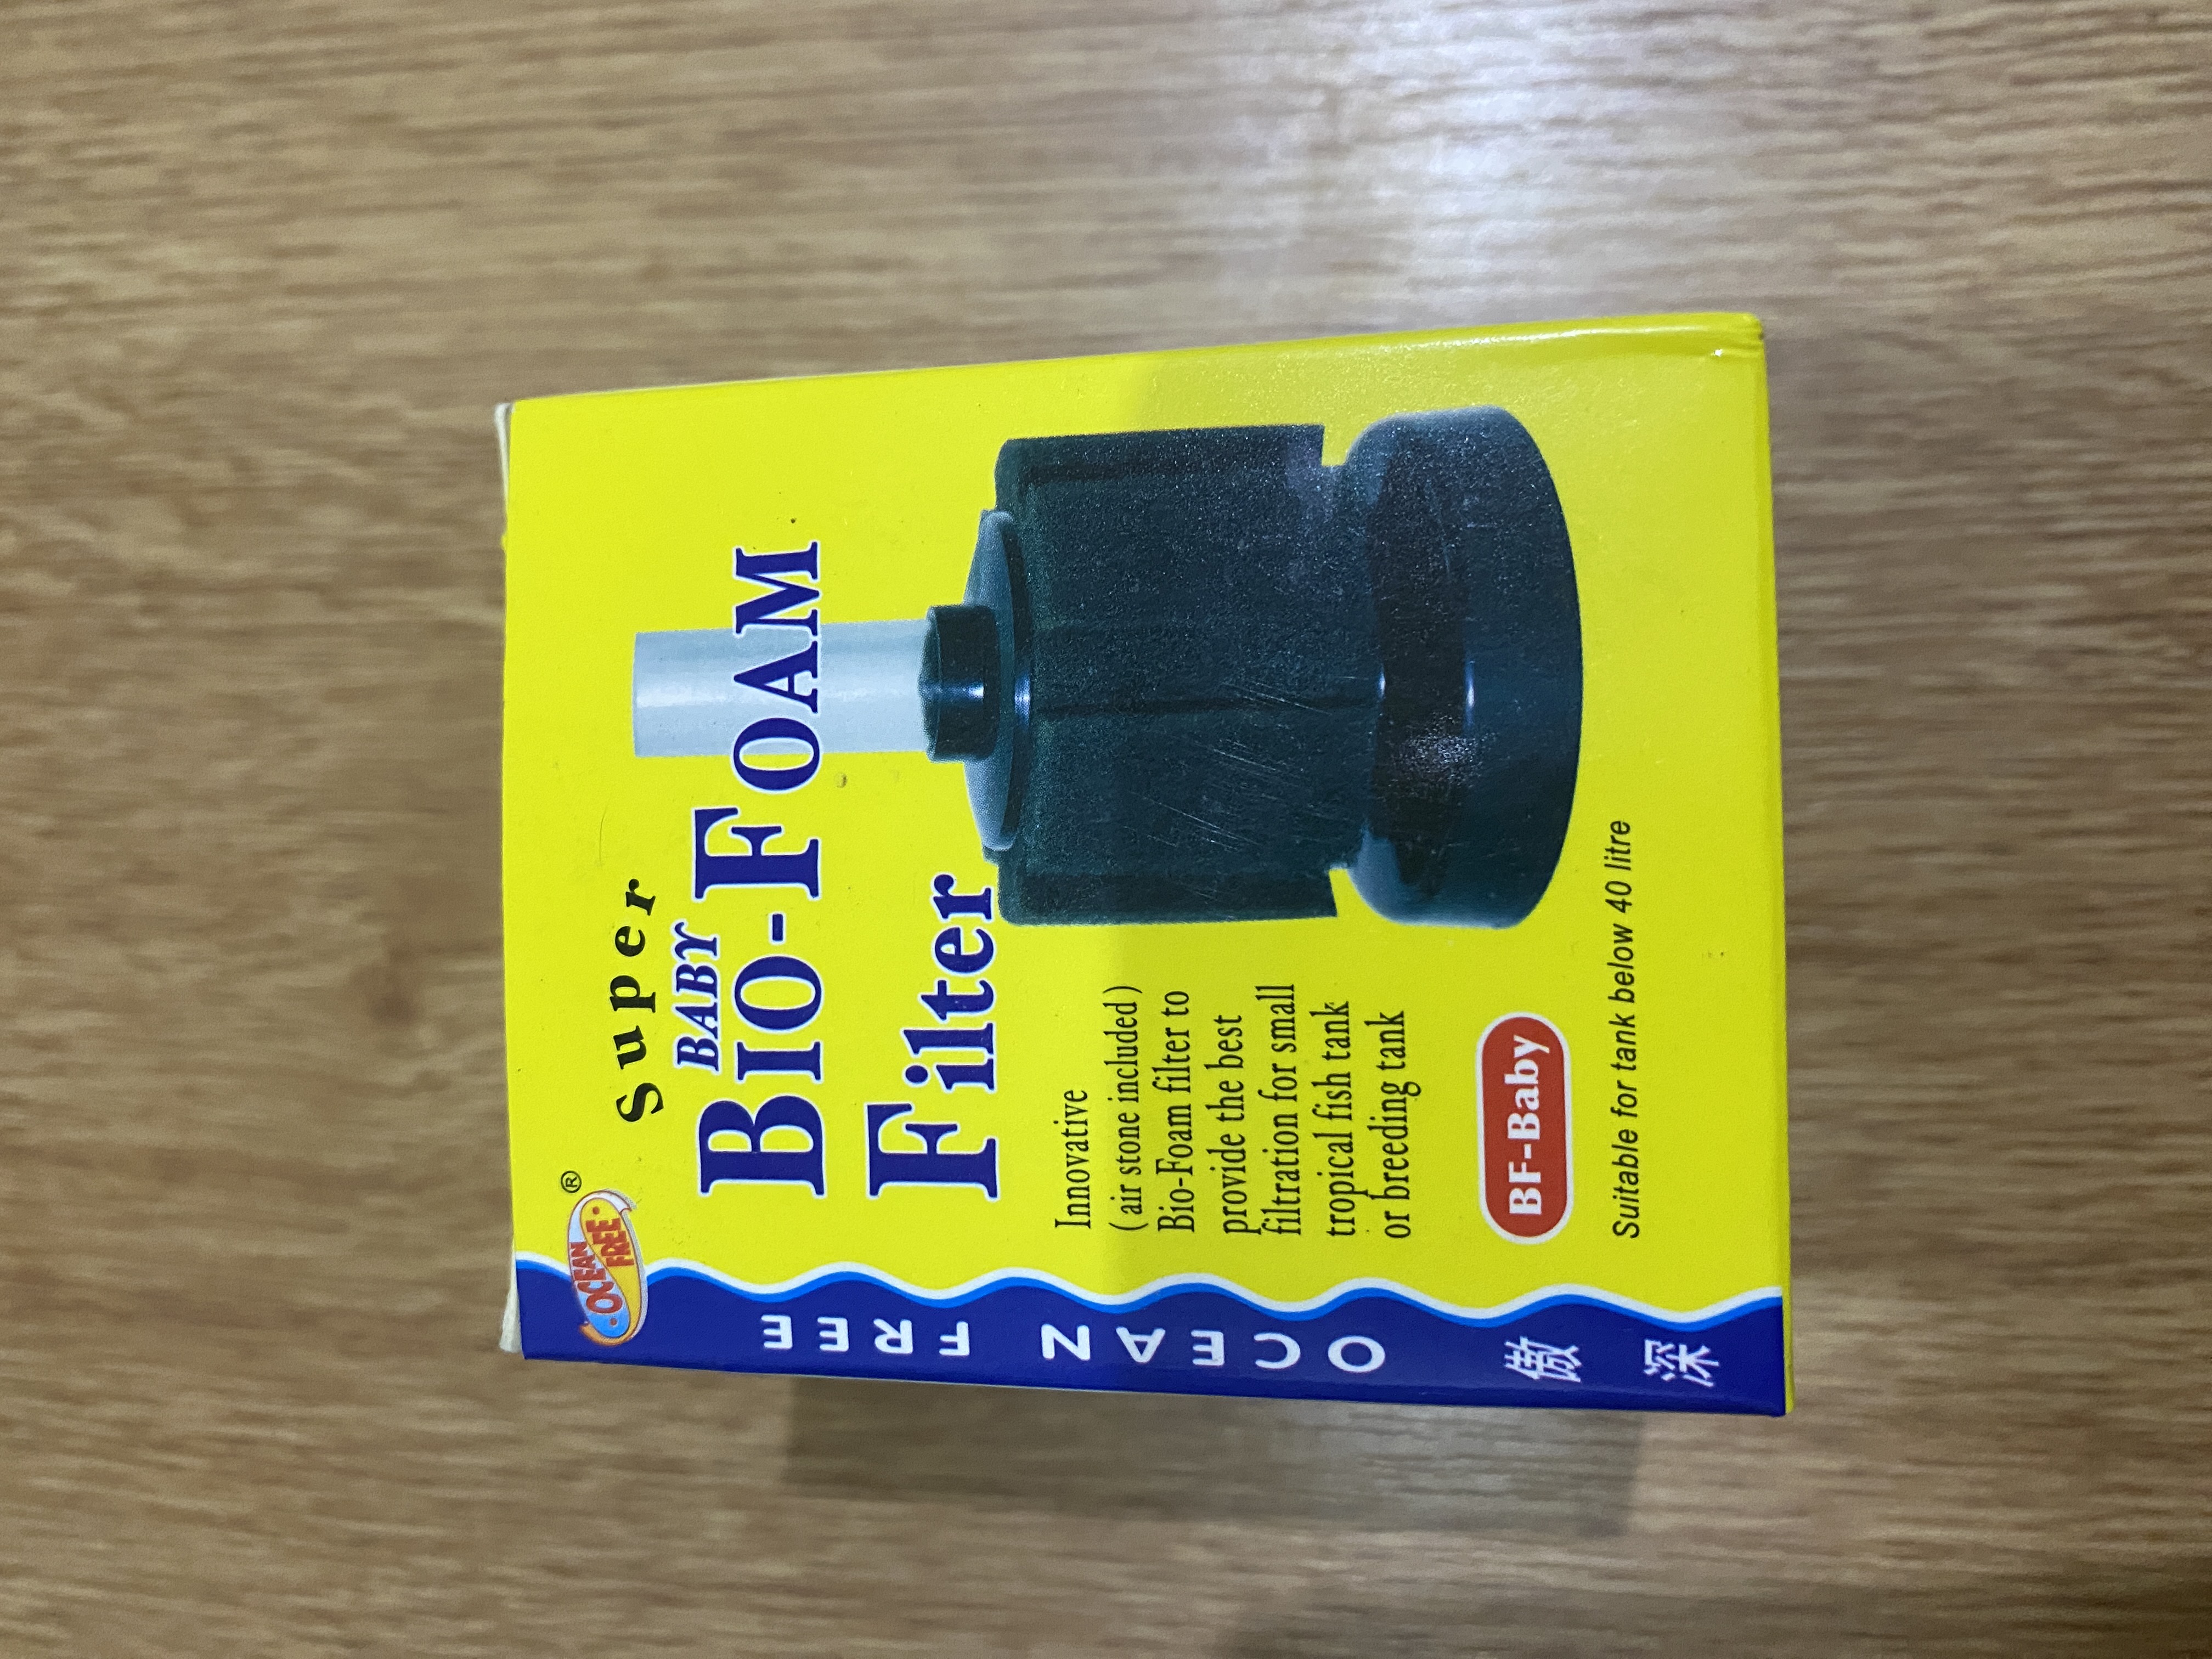 OCEAN
FREE
®
Super
BABY
BIO-FOAM
Filter
Innovative
( air stone included )
Bio-Foam filter to
provide the best
filtration for small
tropical fish tank
or breeding tank
BF-Baby
Suitable for tank below 40 litre
深傲
OCEAN FREE